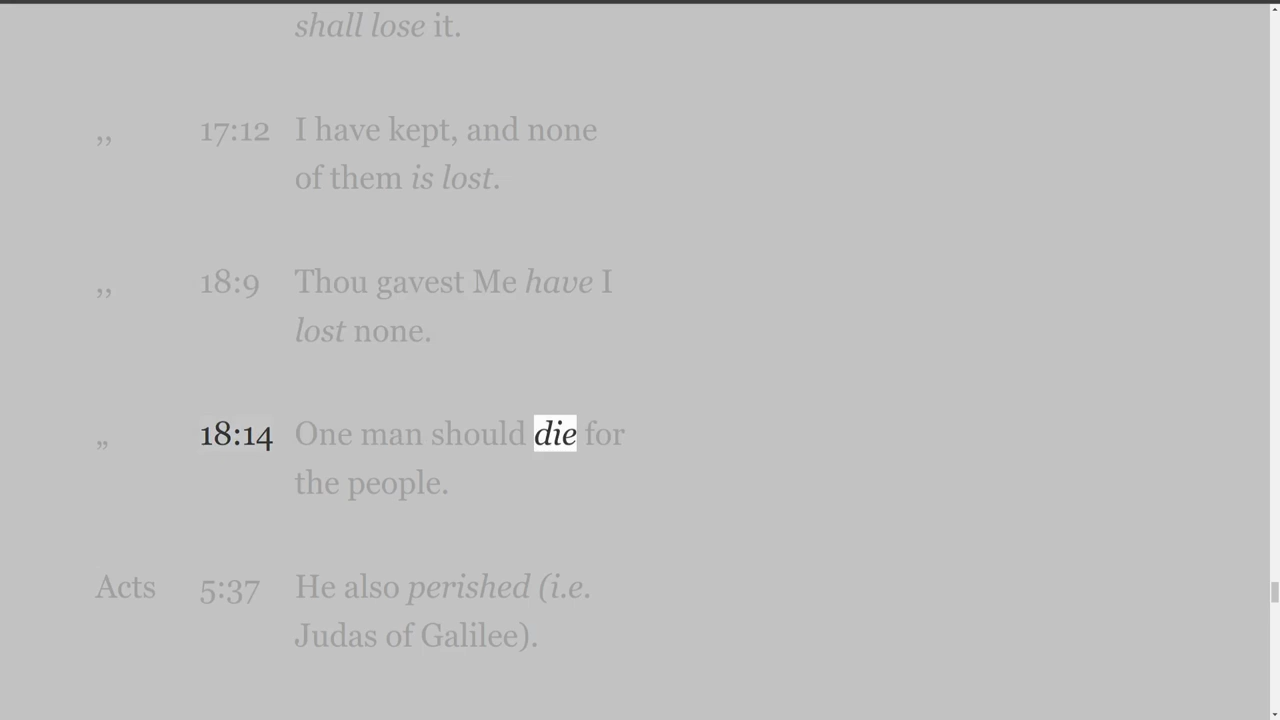 shall lose it.
,, 17:12 I have kept, and none
of them is lost.
,, 18:9 Thou gavest Me have I
lost none.
„ 18:14 One man should die for
the people.
Acts 5:37 He also perished (i.e.
Judas of Galilee).